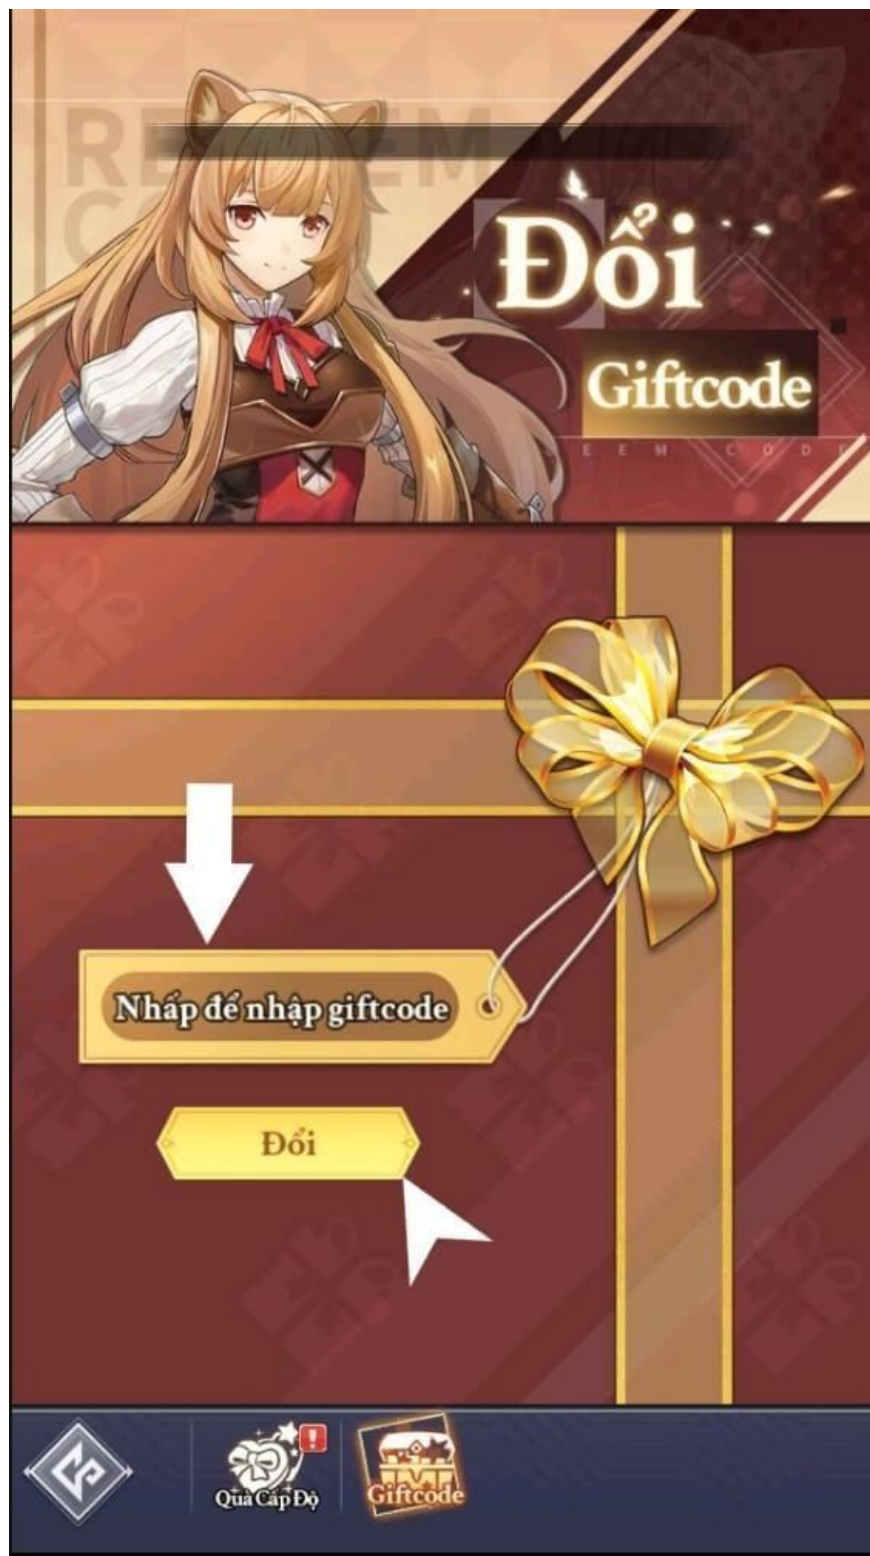 Đổi
Giftcode
Nhấp để nhập giftcode
Đổi
!
Quà Cấp Độ
Giftcode